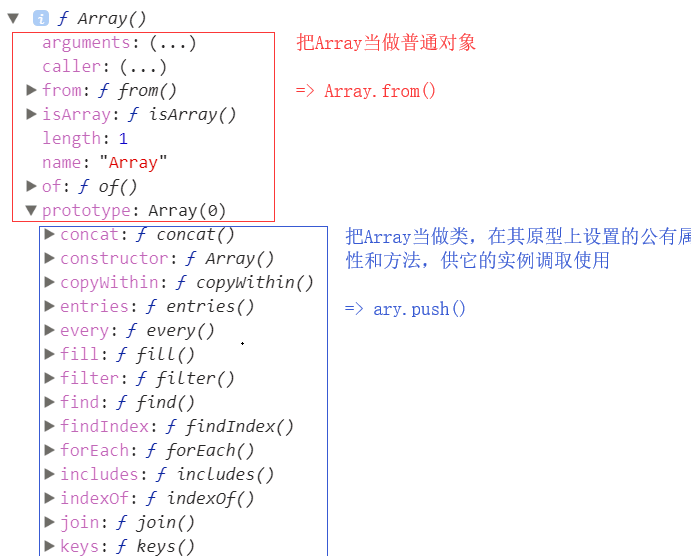 f Array()
arguments: (...)
把Array当做普通对象
caller: (...)
from: f from()
=> Array.from()
isArray: f isArray()
length: 1
name: "Array"
of: f of()
prototype: Array(0)
concat: f concat()
把Array当做类，在其原型上设置的公有属
constructor: f Array()
性和方法，供它的实例调取使用
copyWithin: f copyWithin()
entries: f entries()
=> ary.push()
every: f every()
fill: f fill()
filter: f filter()
find: f find()
findIndex: f findIndex()
forEach: f forEach()
includes: f includes()
indexOf: f indexOf()
join: f join()
keys: f keys()